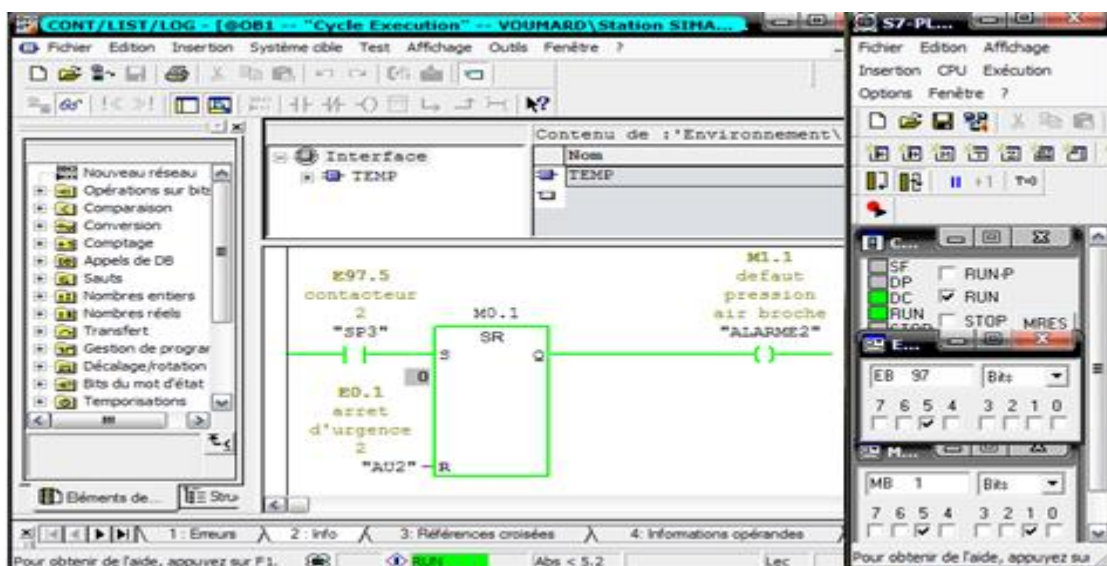 CONT/LIST/LOG - [@OB1 -- "Cycle Execution" -- VOUMARD\Station SIMA...
Fichier Edition Insertion Système cible Test Affichage Outils Fenêtre ?
Contenu de :'Environnement\
Interface
Nom
TEMP
TEMP
Nouveau réseau
Opérations sur bits
Comparaison
Conversion
Comptage
Appels de DB
Sauts
Nombres entiers
Nombres réels
Transfert
Gestion de prograr
Décalage/rotation
Bits du mot d'état
Temporisations
Eléments de...
Stru
E97.5
contacteur
2
"SP3"
M0.1
SR
S
Q
0
E0.1
arret
d'urgence
2
"AU2"
R
M1.1
defaut
pression
air broche
"ALARME2"
1 : Erreurs
2 : Info
3: Références croisées
4: Informations opérandes
Pour obtenir de l'aide, appuyez sur F1.
RUN
Abs < 5.2
Lec
S7-PL...
Fichier Edition Affichage
Insertion CPU Exécution
Options Fenêtre ?
+1
T=0
C...
SF
DP
DC
RUN
STOP
RUN-P
RUN
STOP MRES
E...
EB 97
Bits
7 6 5 4 3 2 1 0
M...
MB 1
Bits
7 6 5 4 3 2 1 0
Pour obtenir de l'aide, appuyez su